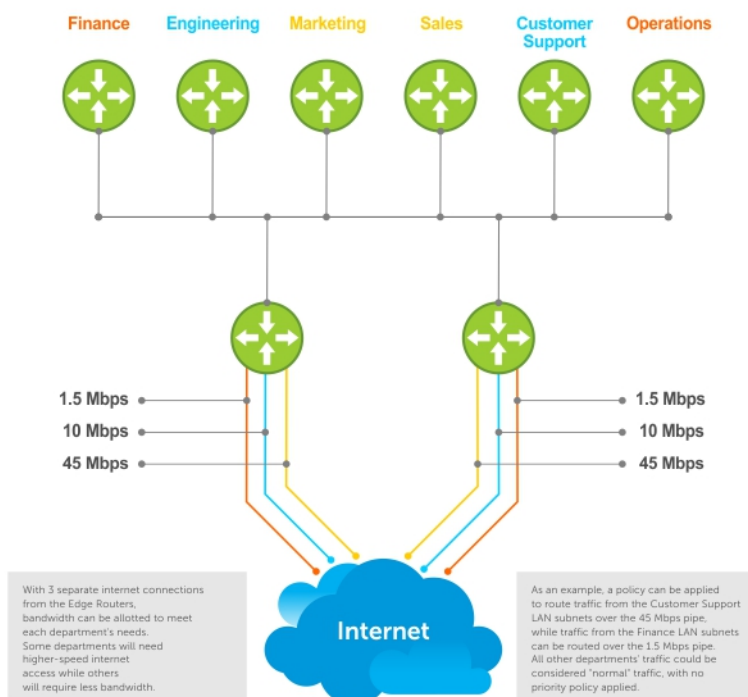 Finance
Engineering
Marketing
Sales
Customer
Support
Operations
1.5 Mbps
10 Mbps
45 Mbps
1.5 Mbps
10 Mbps
45 Mbps
Internet
With 3 separate internet connections
from the Edge Routers,
bandwidth can be allotted to meet
each department's needs.
Some departments will need
higher-speed internet
access while others
will require less bandwidth.
As an example, a policy can be applied
to route traffic from the Customer Support
LAN subnets over the 45 Mbps pipe,
while traffic from the Finance LAN subnets
can be routed over the 1.5 Mbps pipe.
All other departments' traffic could be
considered "normal" traffic, with no
priority policy applied.